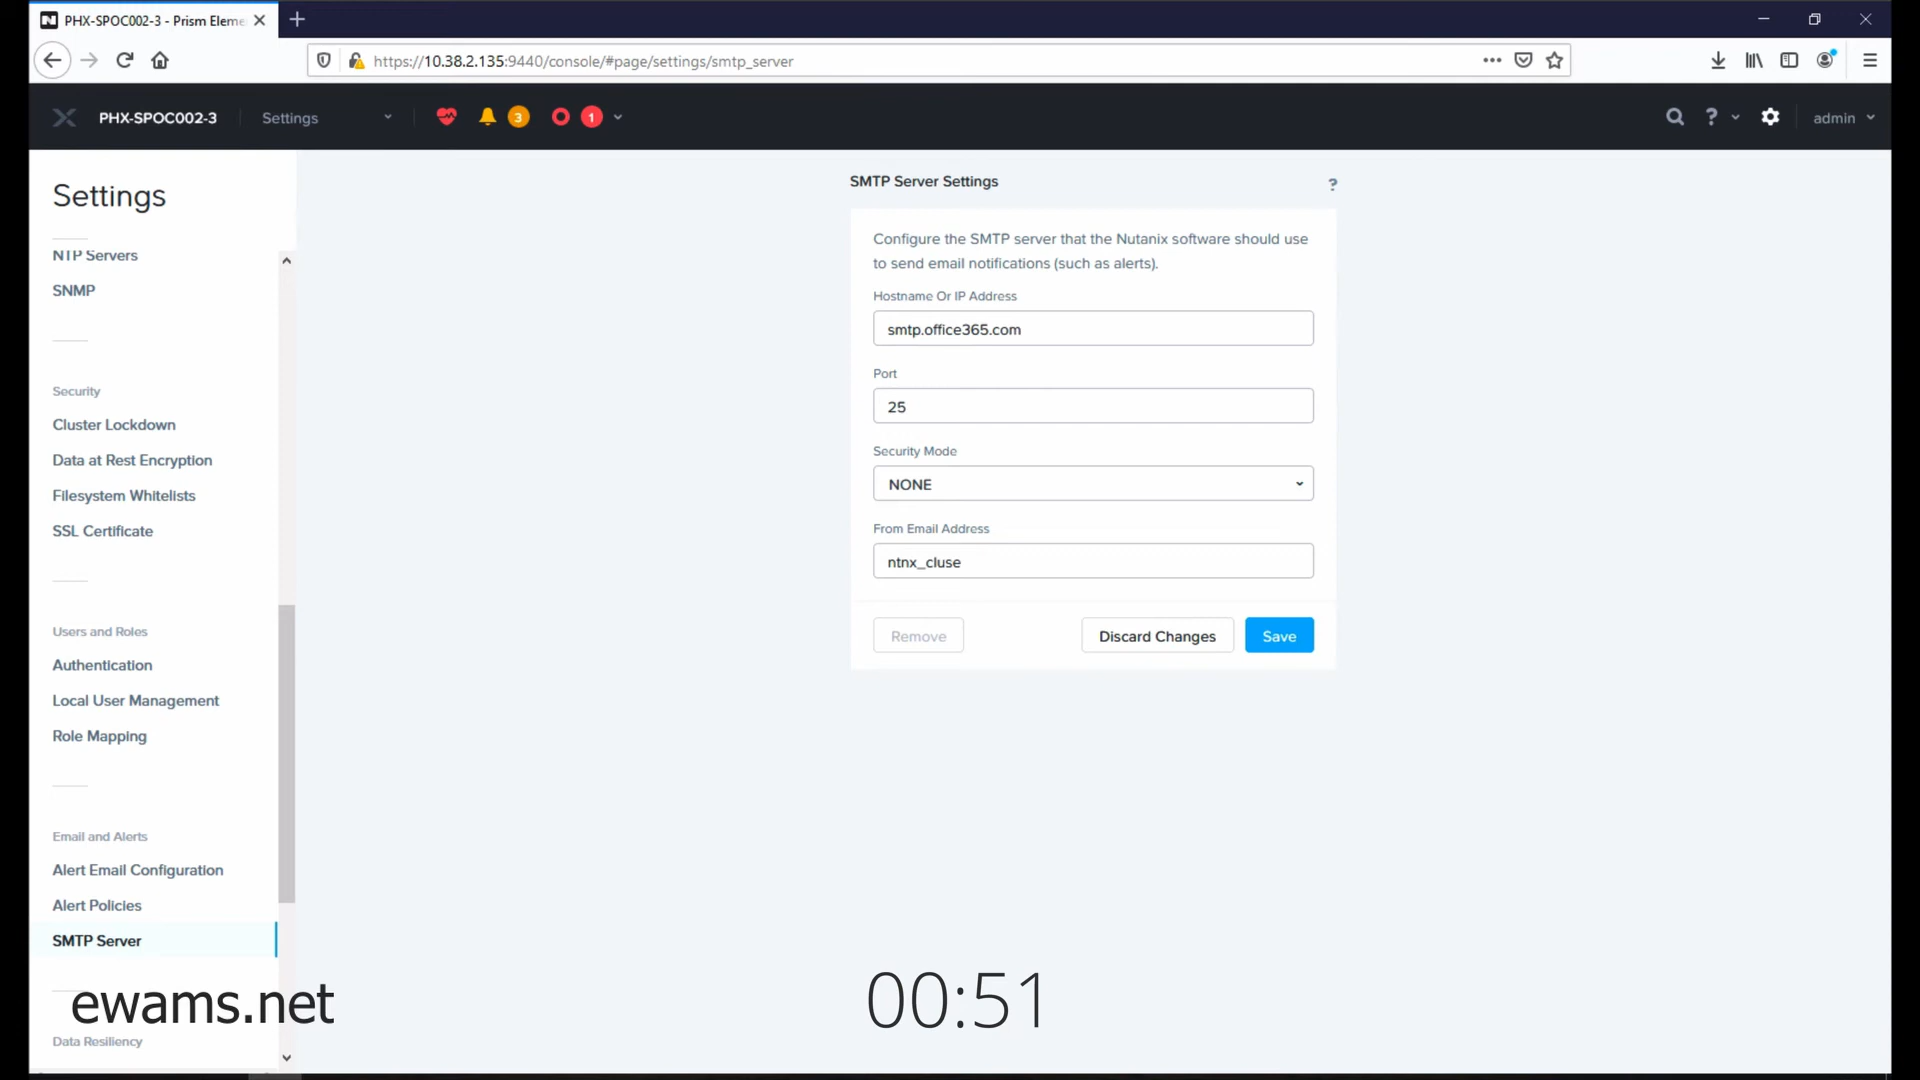 PHX-SPOC002-3 - Prism Eleme
https://10.38.2.135:9440/console/#page/settings/smtp_server
PHX-SPOC002-3
Settings
3
1
?
admin
Settings
NTP Servers
SNMP
Security
Cluster Lockdown
Data at Rest Encryption
Filesystem Whitelists
SSL Certificate
Users and Roles
Authentication
Local User Management
Role Mapping
Email and Alerts
Alert Email Configuration
Alert Policies
SMTP Server
Data Resiliency
SMTP Server Settings
?
Configure the SMTP server that the Nutanix software should use
to send email notifications (such as alerts).
Hostname Or IP Address
smtp.office365.com
Port
25
Security Mode
NONE
From Email Address
ntnx_cluse
Remove
Discard Changes
Save
ewams.net
00:51